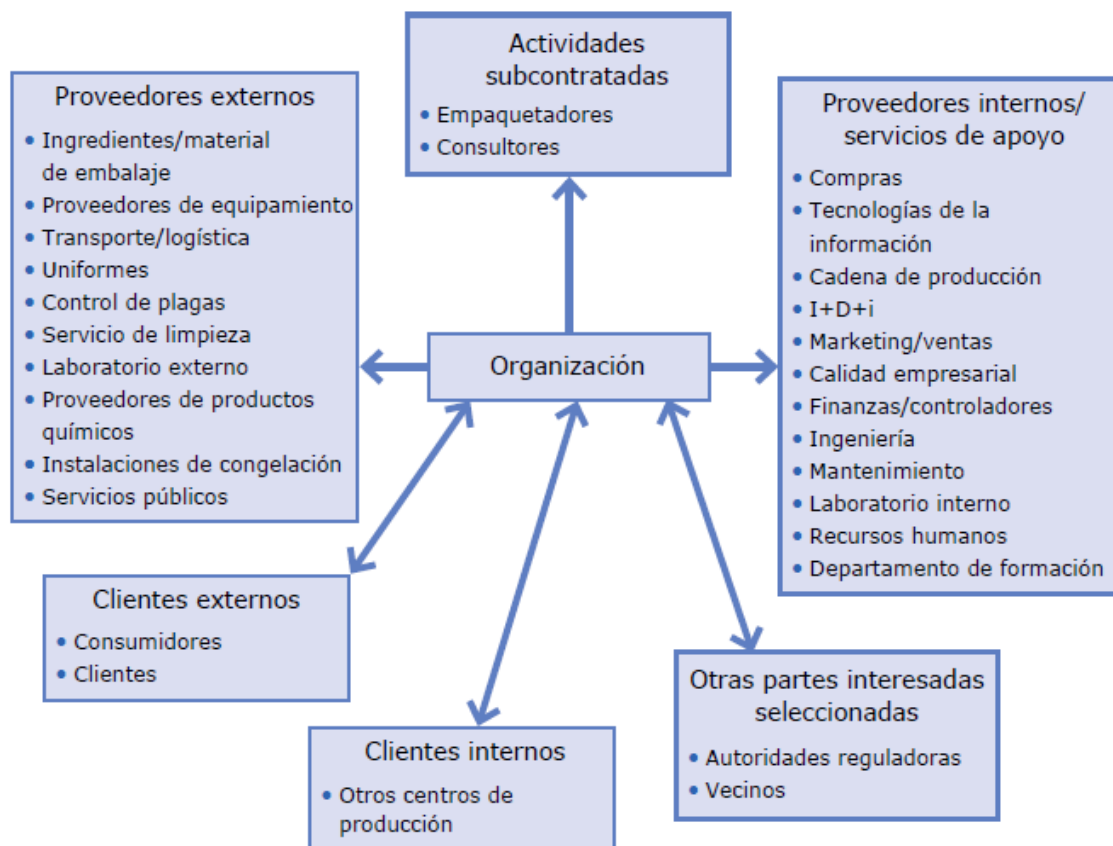 Actividades
subcontratadas
• Empaquetadores
• Consultores
Proveedores externos
• Ingredientes/material
de embalaje
• Proveedores de equipamiento
• Transporte/logística
• Uniformes
• Control de plagas
• Servicio de limpieza
• Laboratorio externo
• Proveedores de productos
químicos
• Instalaciones de congelación
• Servicios públicos
Proveedores internos/
servicios de apoyo
• Compras
• Tecnologías de la
información
• Cadena de producción
• I+D+i
• Marketing/ventas
• Calidad empresarial
• Finanzas/controladores
• Ingeniería
• Mantenimiento
• Laboratorio interno
• Recursos humanos
• Departamento de formación
Organización
Clientes externos
• Consumidores
• Clientes
Clientes internos
• Otros centros de
producción
Otras partes interesadas
seleccionadas
• Autoridades reguladoras
• Vecinos